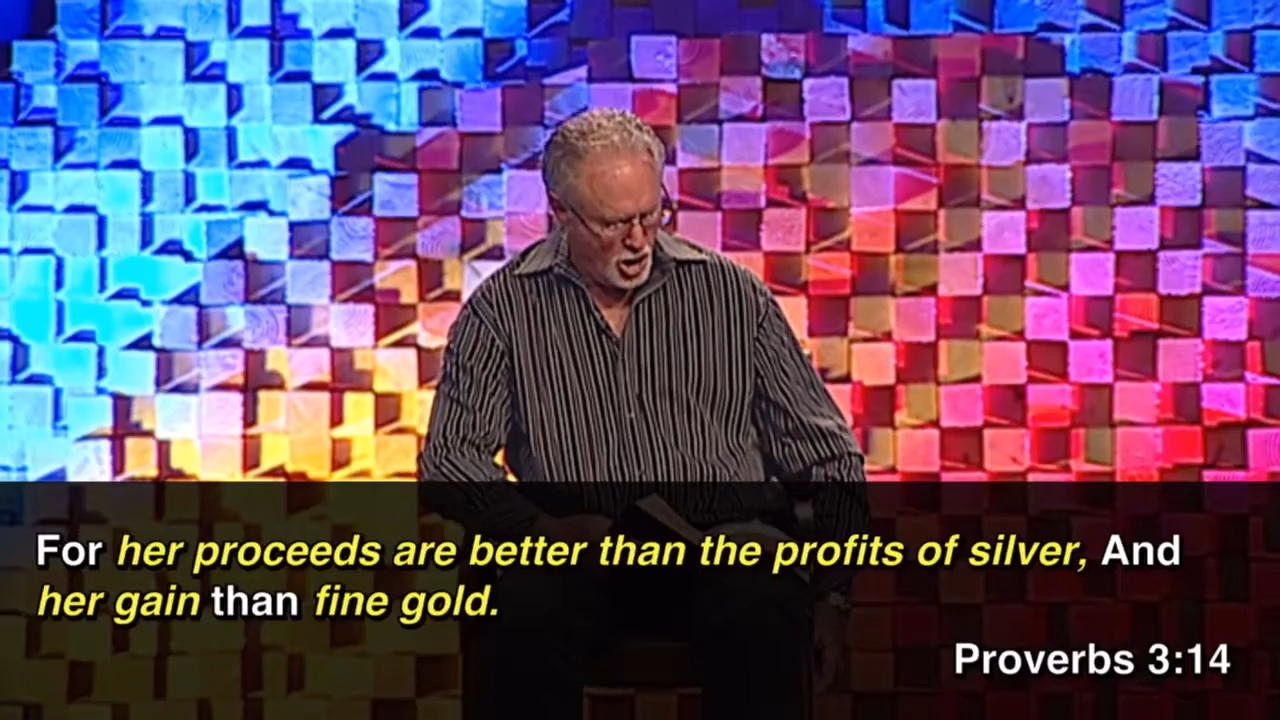 For her proceeds are better than the profits of silver, And
her gain than fine gold.
Proverbs 3:14